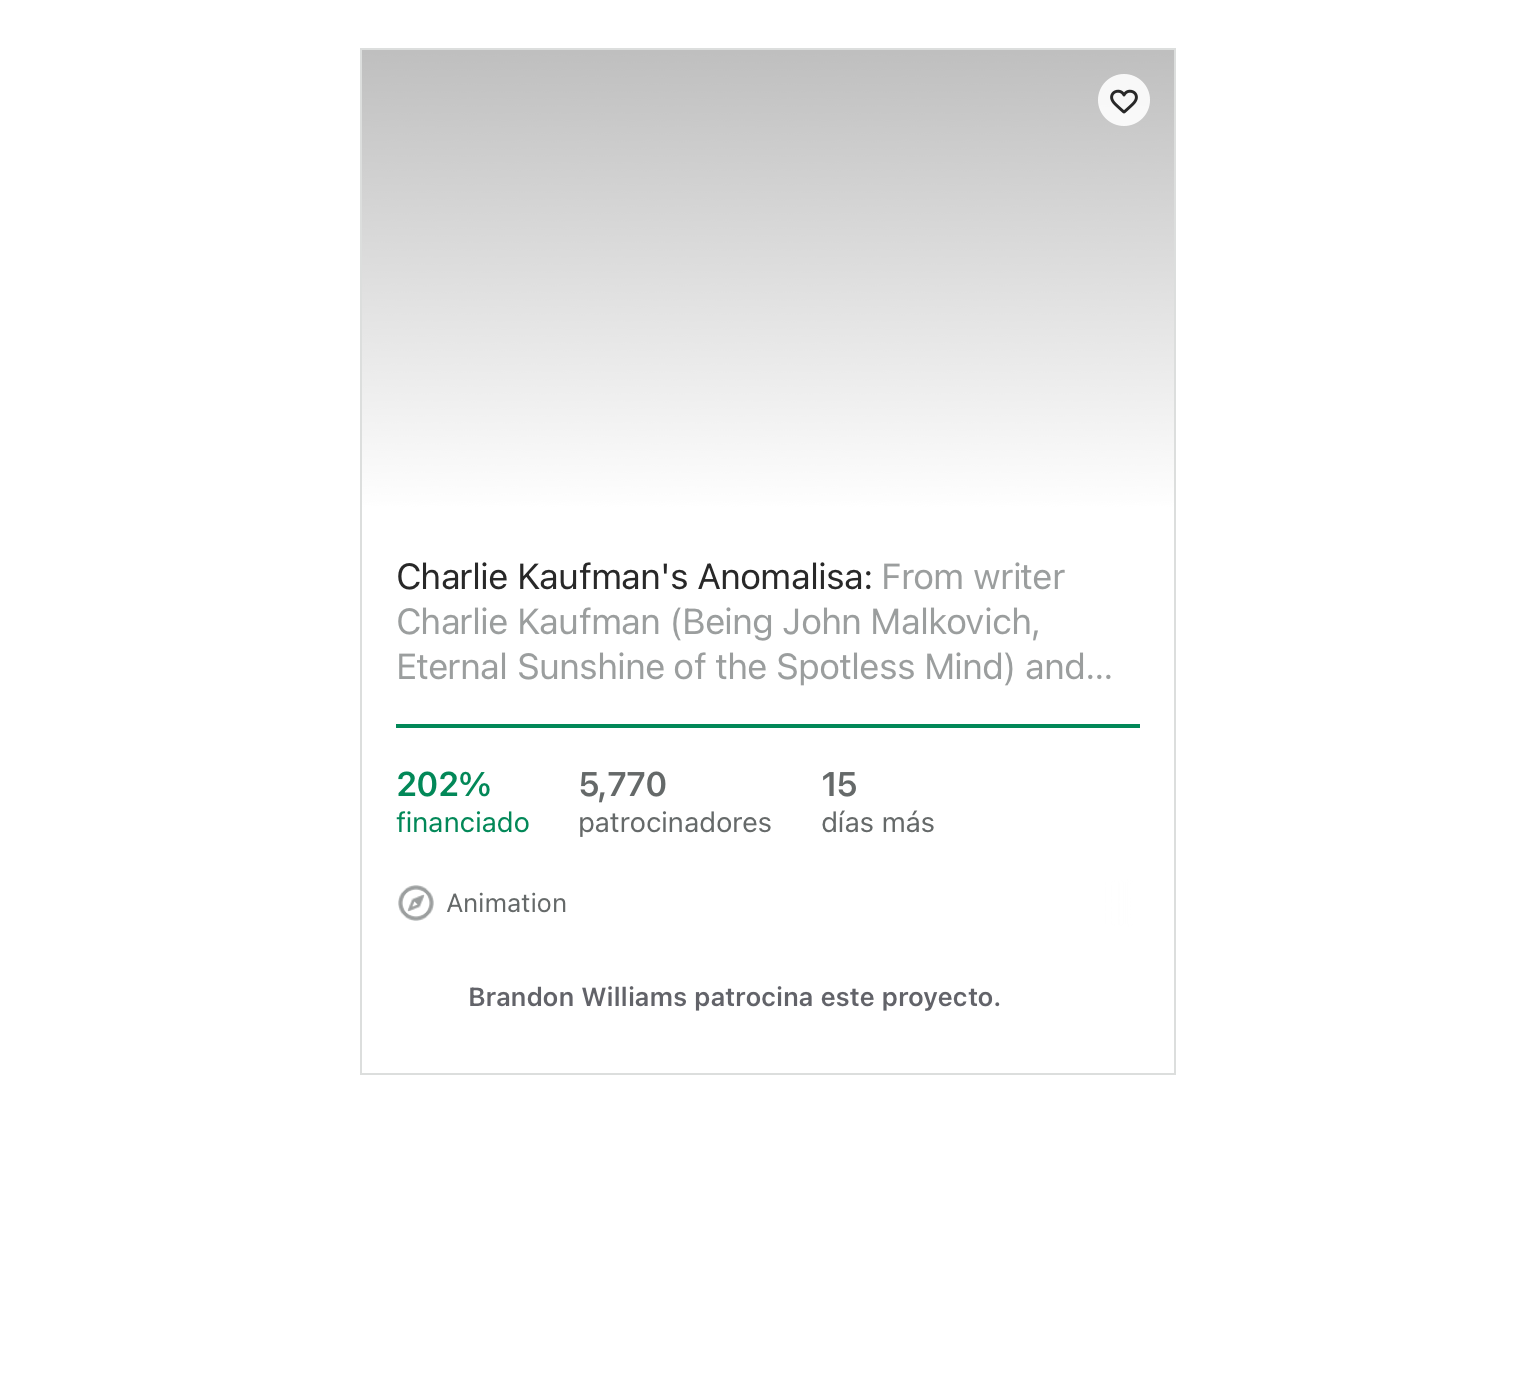 Charlie Kaufman's Anomalisa: From writer
Charlie Kaufman (Being John Malkovich,
Eternal Sunshine of the Spotless Mind) and…
202% 5,770 15
financiado patrocinadores días más
Animation
Brandon Williams patrocina este proyecto.